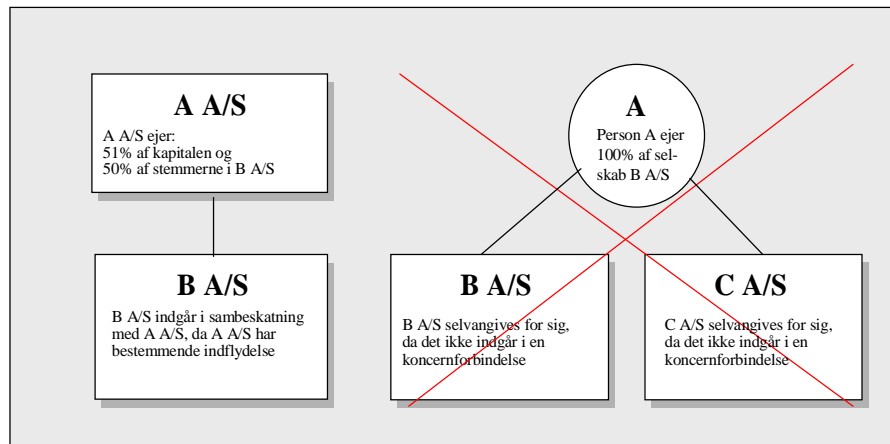 A A/S
A A/S ejer:
51% af kapitalen og
50% af stemmerne i B A/S
B A/S
B A/S indgår i sambeskatning
med A A/S, da A A/S har
bestemmende indflydelse
A
Person A ejer
100% af sel-
skab B A/S
B A/S
B A/S selvangives for sig,
da det ikke indgår i en
koncernforbindelse
C A/S
C A/S selvangives for sig,
da det ikke indgår i en
koncernforbindelse